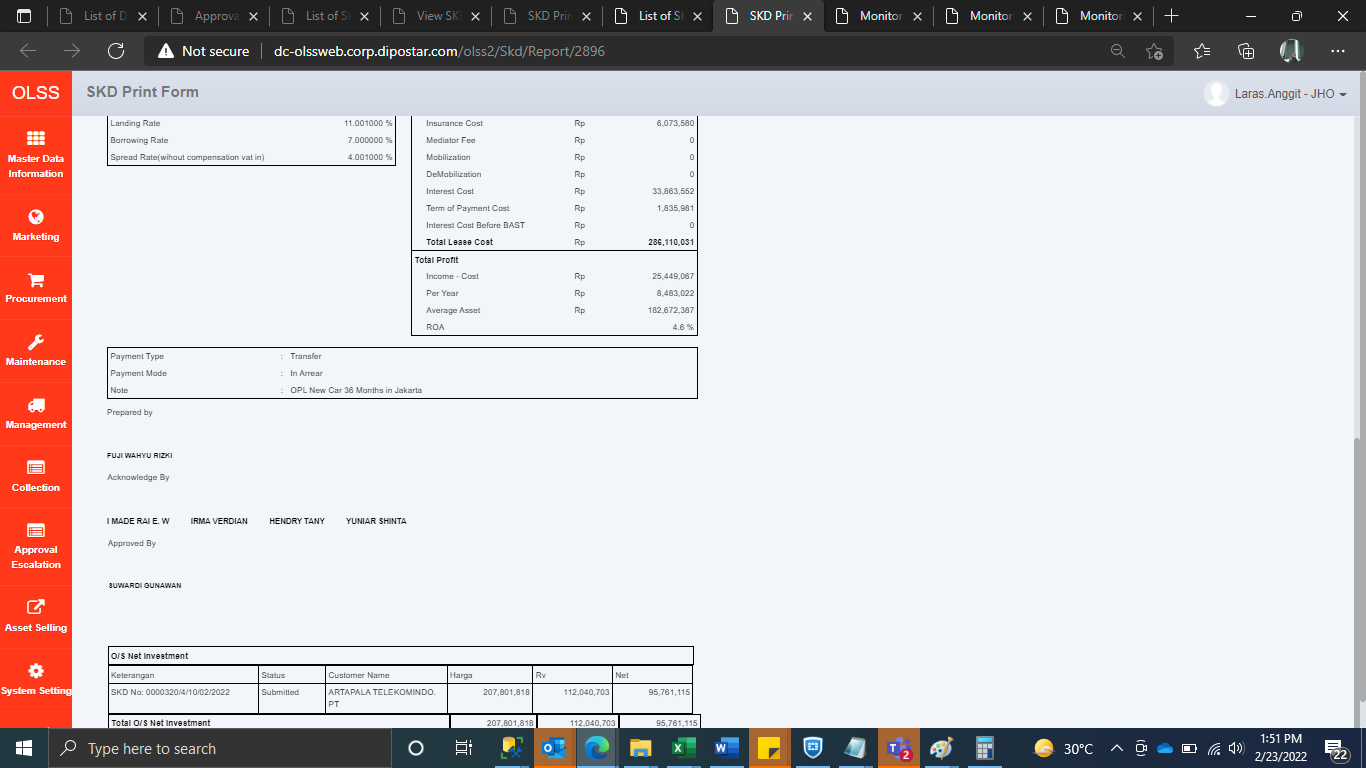 List of D
Approva
List of S
View SK
SKD Prin
List of S
SKD Prin
Monitor
Monitor
Monitor
Not secure
dc-olssweb.corp.dipostar.com/olss2/Skd/Report/2896
OLSS
SKD Print Form
Laras.Anggit - JHO
Master Data
Information
Marketing
Procurement
Maintenance
Management
Collection
Approval
Escalation
Asset Selling
System Setting
Landing Rate 11.001000 %
Borrowing Rate 7.000000 %
Spread Rate(wihout compensation vat in) 4.001000 %
Insurance Cost Rp 6,073,580
Mediator Fee Rp 0
Mobilization Rp 0
DeMobilization Rp 0
Interest Cost Rp 33,863,552
Term of Payment Cost Rp 1,835,981
Interest Cost Before BAST Rp 0
Total Lease Cost Rp 286,110,031
Total Profit
Income - Cost Rp 25,449,067
Per Year Rp 8,483,022
Average Asset Rp 182,672,387
ROA 4.6 %
Payment Type : Transfer
Payment Mode : In Arrear
Note : OPL New Car 36 Months in Jakarta
Prepared by
FUJI WAHYU RIZKI
Acknowledge By
I MADE RAI E. W IRMA VERDIAN HENDRY TANY YUNIAR SHINTA
Approved By
SUWARDI GUNAWAN
O/S Net Investment
Keterangan Status Customer Name Harga Rv Net
SKD No: 0000320/4/10/02/2022 Submitted ARTAPALA TELEKOMINDO. 207,801,818 112,040,703 95,761,115
PT
Total O/S Net Investment 207,801,818 112,040,703 95,761,115
Type here to search
2
30°C
1:51 PM
2/23/2022
22